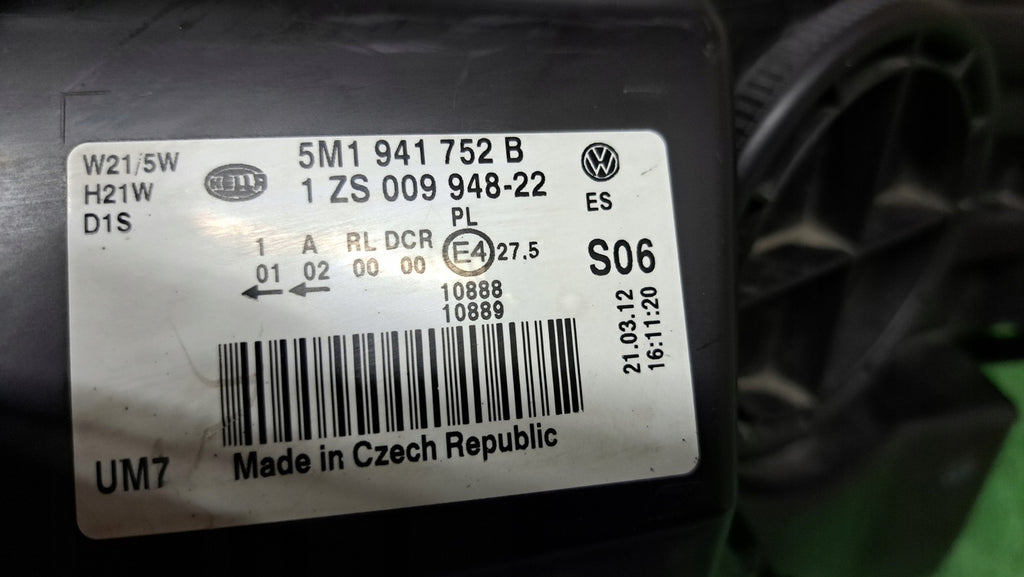 W21/5W
H21W
D1S
HELLA
5M1 941 752 B
1 ZS 009 948-22
VW
ES
PL
1 A RL DCR E4 27.5
01 02 00 00
10888
10889
S06
21.03.12
16:11:20
UM7
Made in Czech Republic